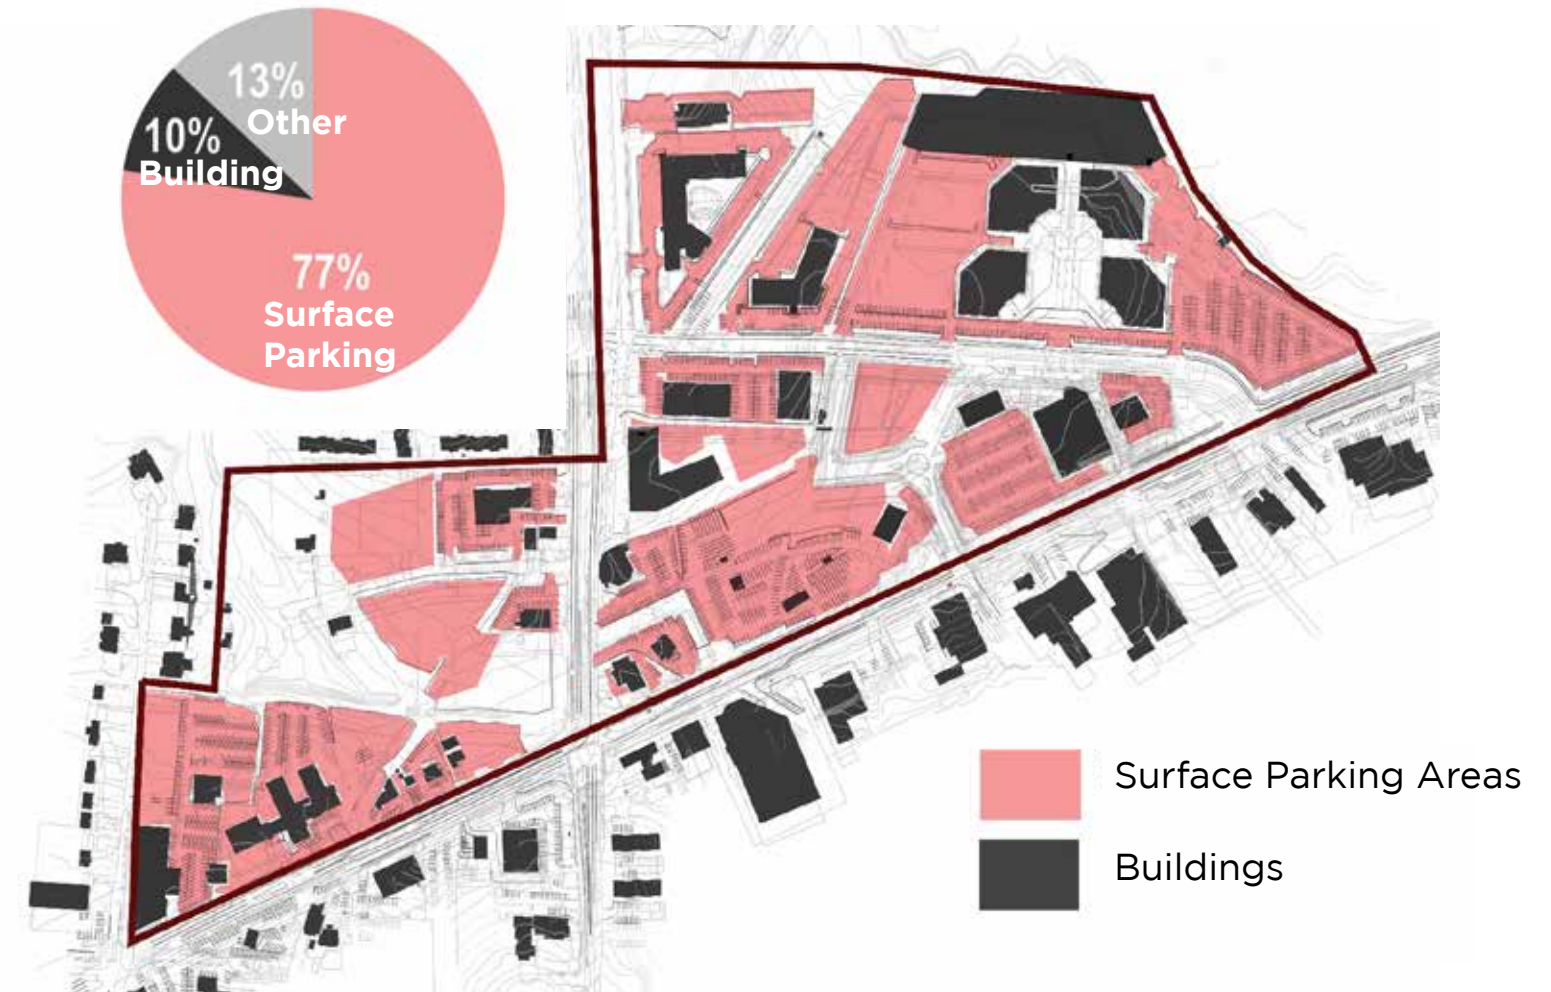 13%
Other
10%
Building
77%
Surface
Parking
Surface Parking Areas
Buildings